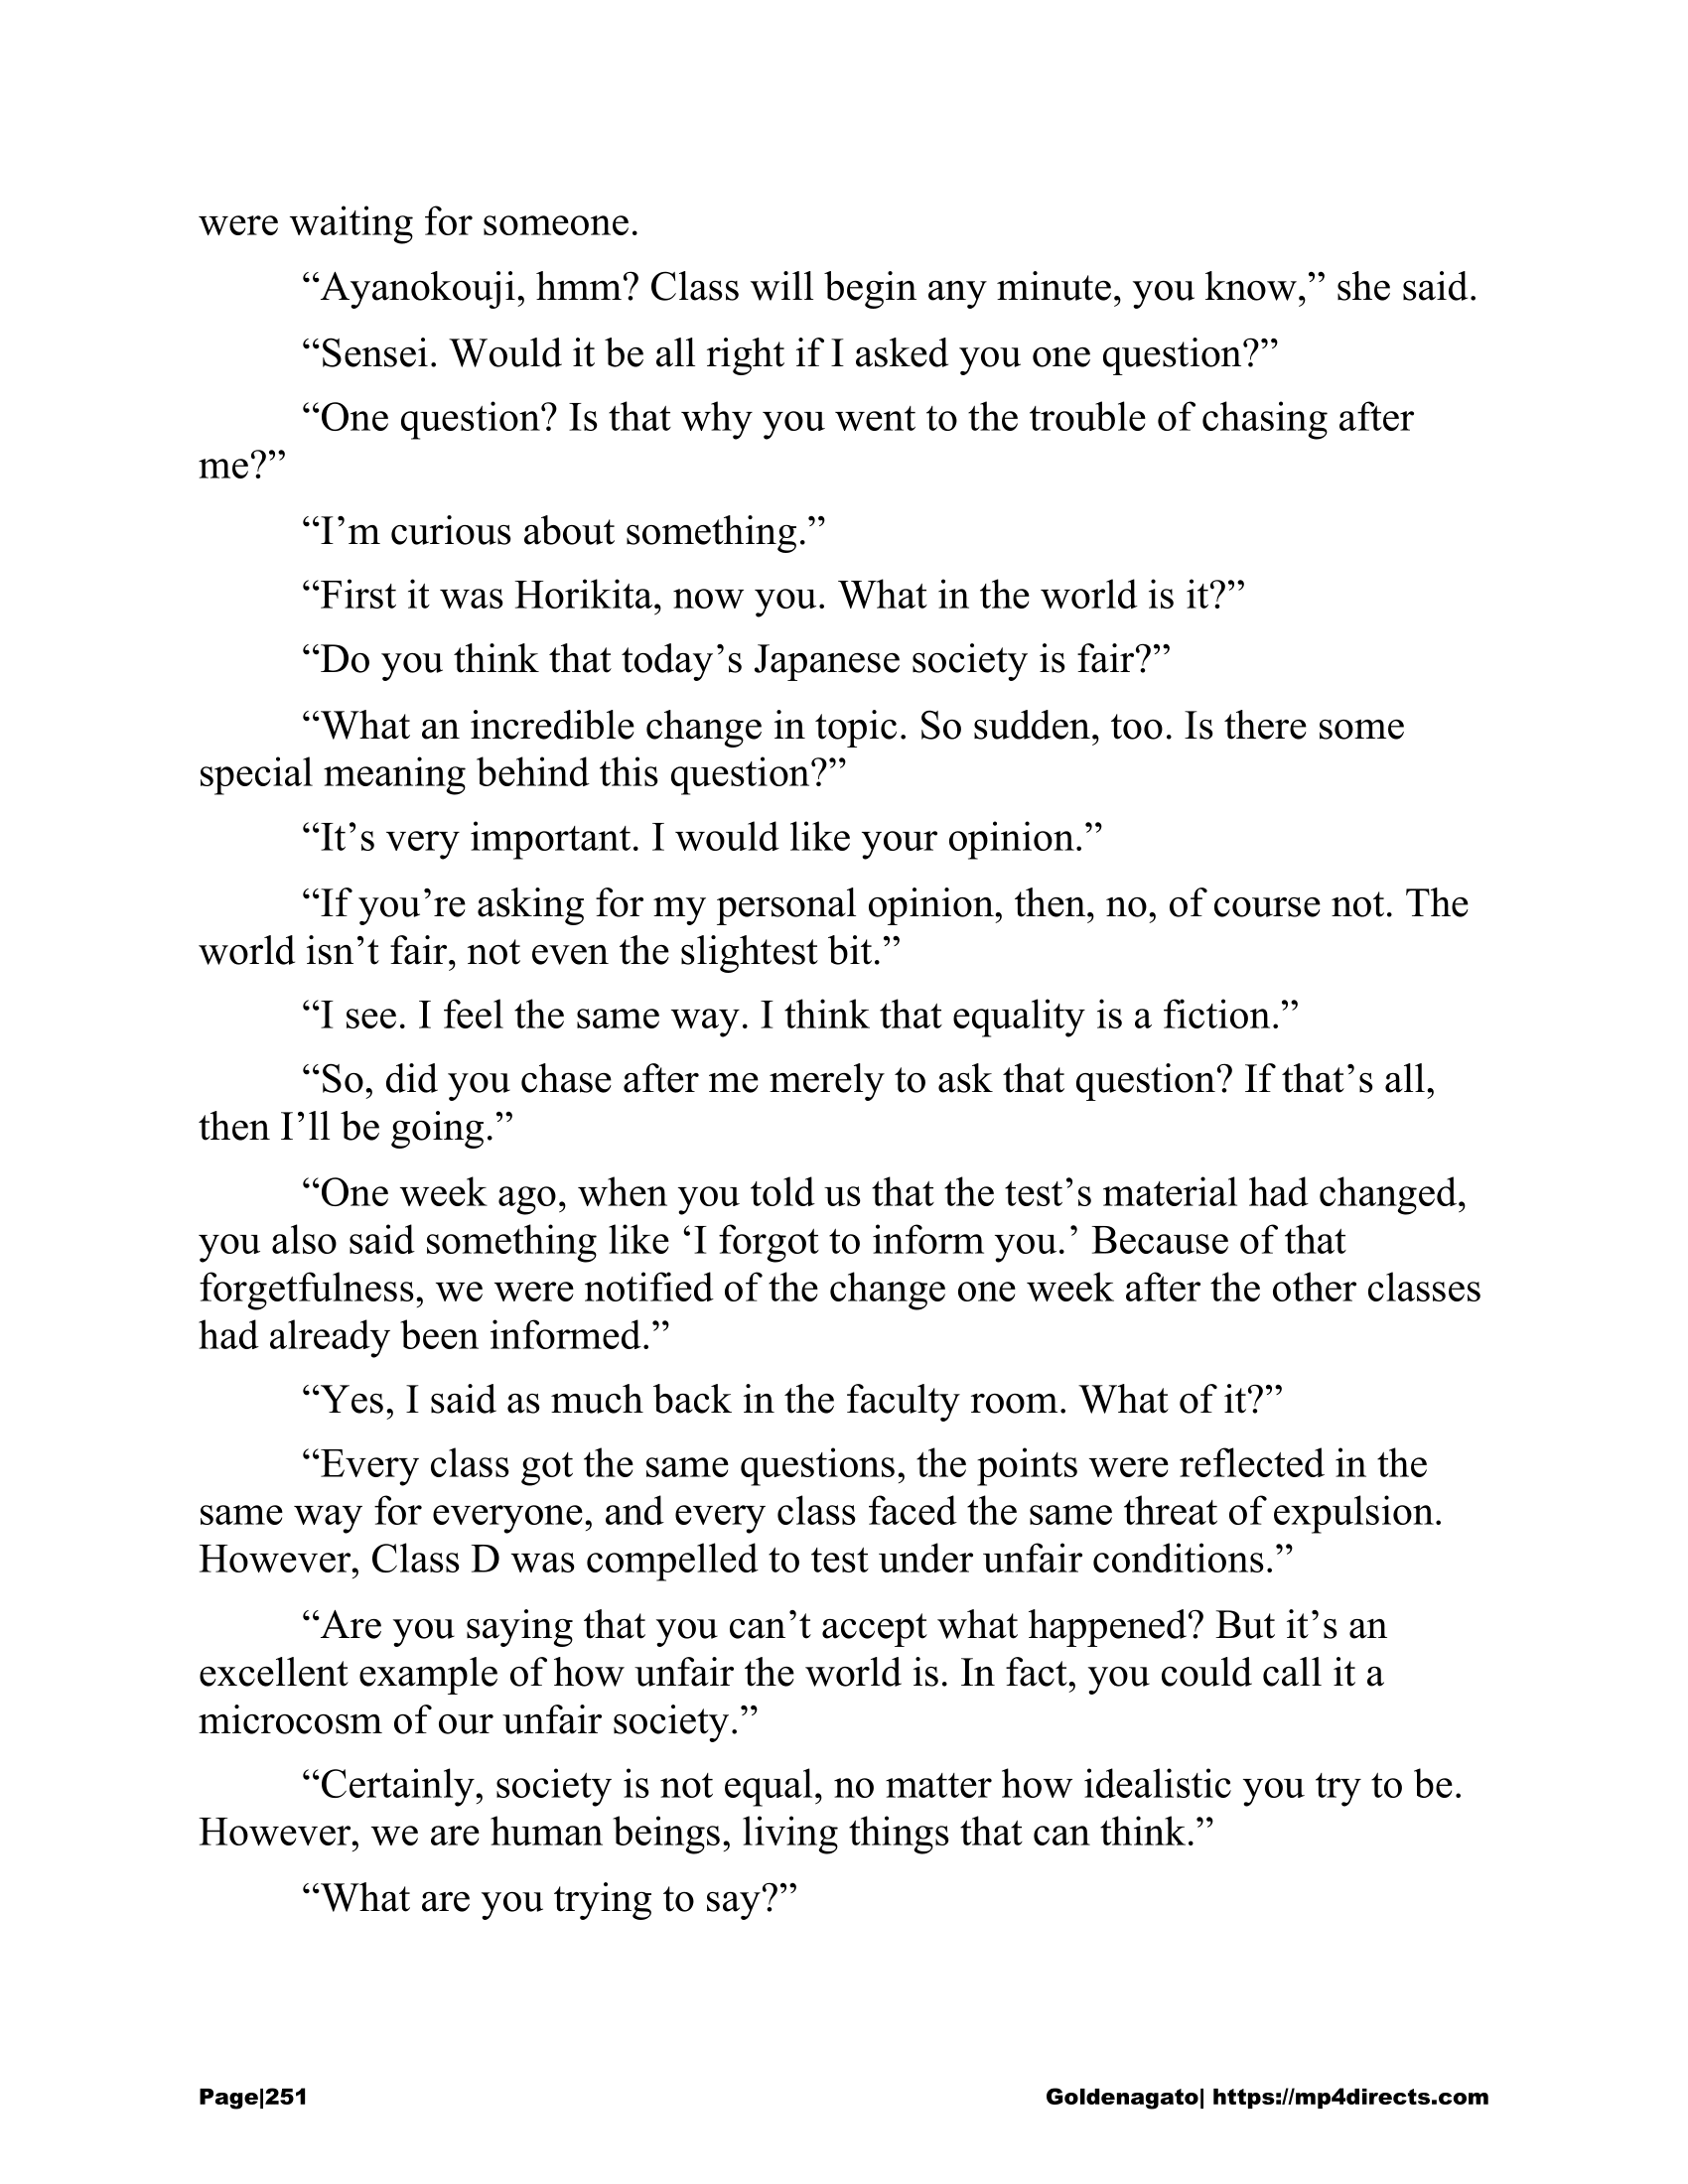 were waiting for someone.
“Ayanokouji, hmm? Class will begin any minute, you know,” she said.
“Sensei. Would it be all right if I asked you one question?”
“One question? Is that why you went to the trouble of chasing after
me?”
“I’m curious about something.”
“First it was Horikita, now you. What in the world is it?”
“Do you think that today’s Japanese society is fair?”
“What an incredible change in topic. So sudden, too. Is there some
special meaning behind this question?”
“It’s very important. I would like your opinion.”
“If you’re asking for my personal opinion, then, no, of course not. The
world isn’t fair, not even the slightest bit.”
“I see. I feel the same way. I think that equality is a fiction.”
“So, did you chase after me merely to ask that question? If that’s all,
then I’ll be going.”
“One week ago, when you told us that the test’s material had changed,
you also said something like ‘I forgot to inform you.’ Because of that
forgetfulness, we were notified of the change one week after the other classes
had already been informed.”
“Yes, I said as much back in the faculty room. What of it?”
“Every class got the same questions, the points were reflected in the
same way for everyone, and every class faced the same threat of expulsion.
However, Class D was compelled to test under unfair conditions.”
“Are you saying that you can’t accept what happened? But it’s an
excellent example of how unfair the world is. In fact, you could call it a
microcosm of our unfair society.”
“Certainly, society is not equal, no matter how idealistic you try to be.
However, we are human beings, living things that can think.”
“What are you trying to say?”
Page|251 Goldenagato| https://mp4directs.com